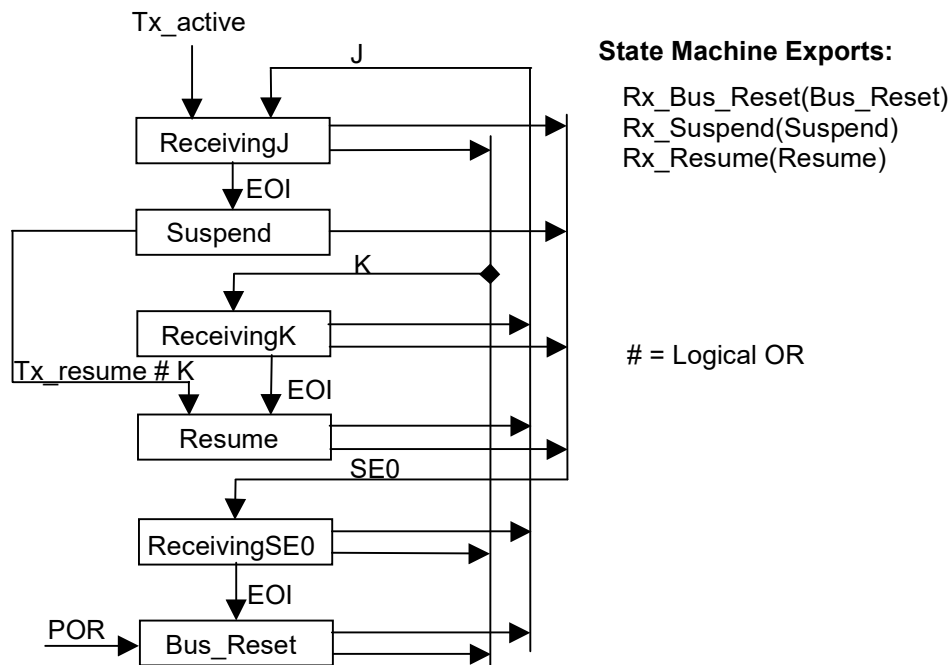 Tx_active
J
State Machine Exports:
Rx_Bus_Reset(Bus_Reset)
Rx_Suspend(Suspend)
Rx_Resume(Resume)
ReceivingJ
EOI
Suspend
K
ReceivingK
# = Logical OR
Tx_resume # K
EOI
Resume
SE0
ReceivingSE0
EOI
POR
Bus_Reset